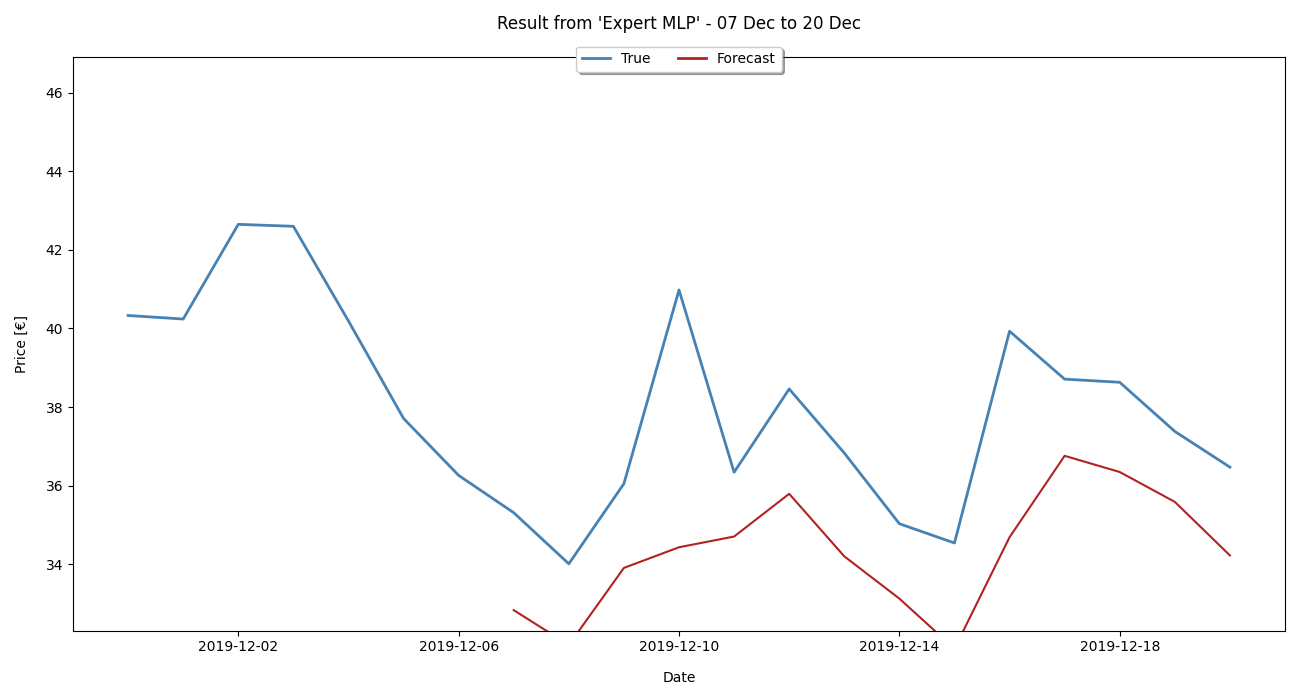 Result from 'Expert MLP' - 07 Dec to 20 Dec
True Forecast
46
44
42
40
38
36
34
Price [€]
2019-12-02 2019-12-06 2019-12-10 2019-12-14 2019-12-18
Date